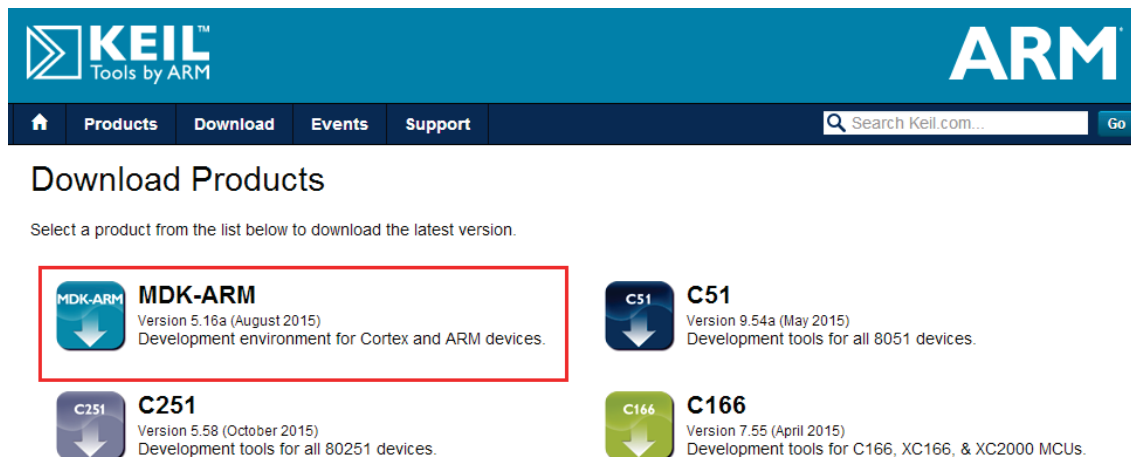 KEIL™
Tools by ARM
ARM
Products Download Events Support Search Keil.com... Go
Download Products
Select a product from the list below to download the latest version.
MDK-ARM
MDK-ARM
Version 5.16a (August 2015)
Development environment for Cortex and ARM devices.
C51
C51
Version 9.54a (May 2015)
Development tools for all 8051 devices.
C251
C251
Version 5.58 (October 2015)
Development tools for all 80251 devices.
C166
C166
Version 7.55 (April 2015)
Development tools for C166, XC166, & XC2000 MCUs.